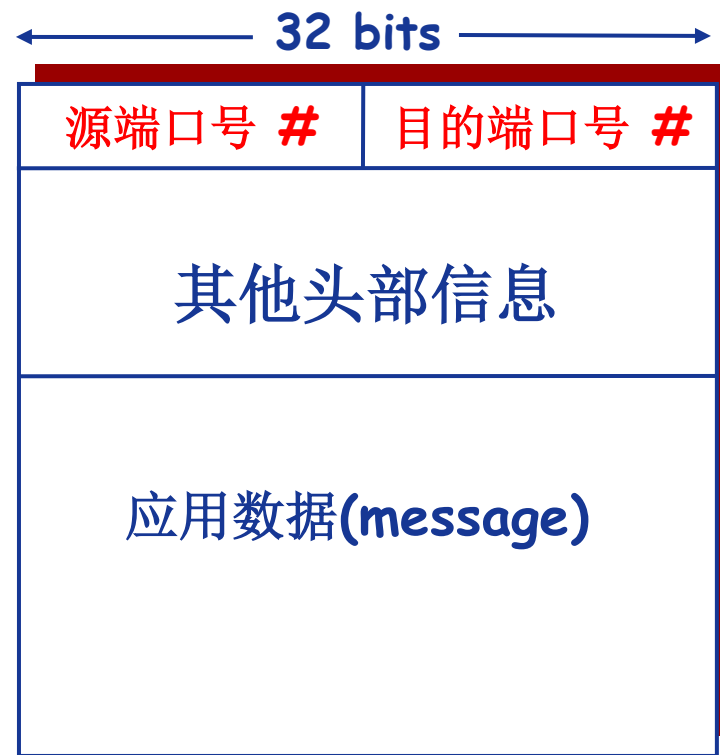 32 bits
源端口号 # 目的端口号 #
其他头部信息
应用数据(message)